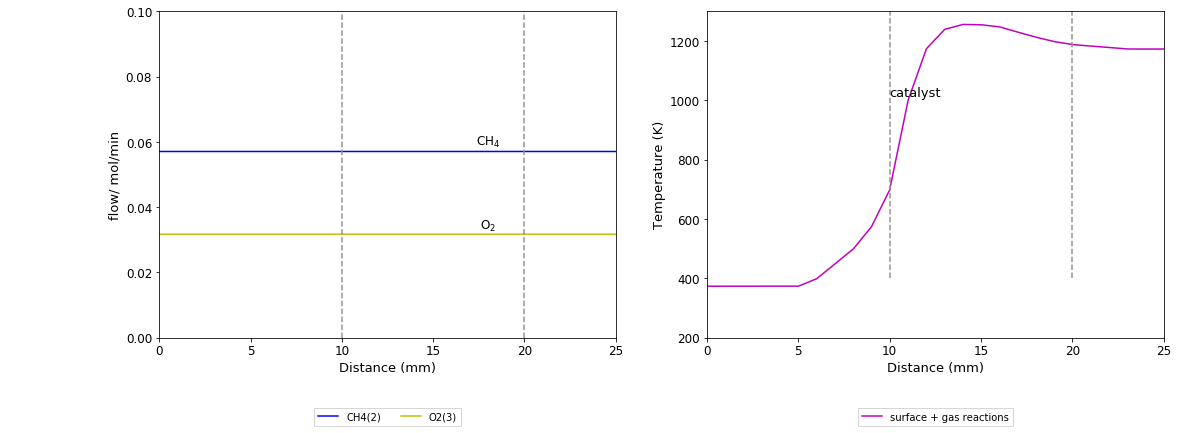 0.10
0.08
0.06
0.04
0.02
0.00
flow/ mol/min
CH₄
O₂
0 5 10 15 20 25
Distance (mm)
CH4(2) O2(3)
1200
1000
800
600
400
200
Temperature (K)
catalyst
0 5 10 15 20 25
Distance (mm)
surface + gas reactions